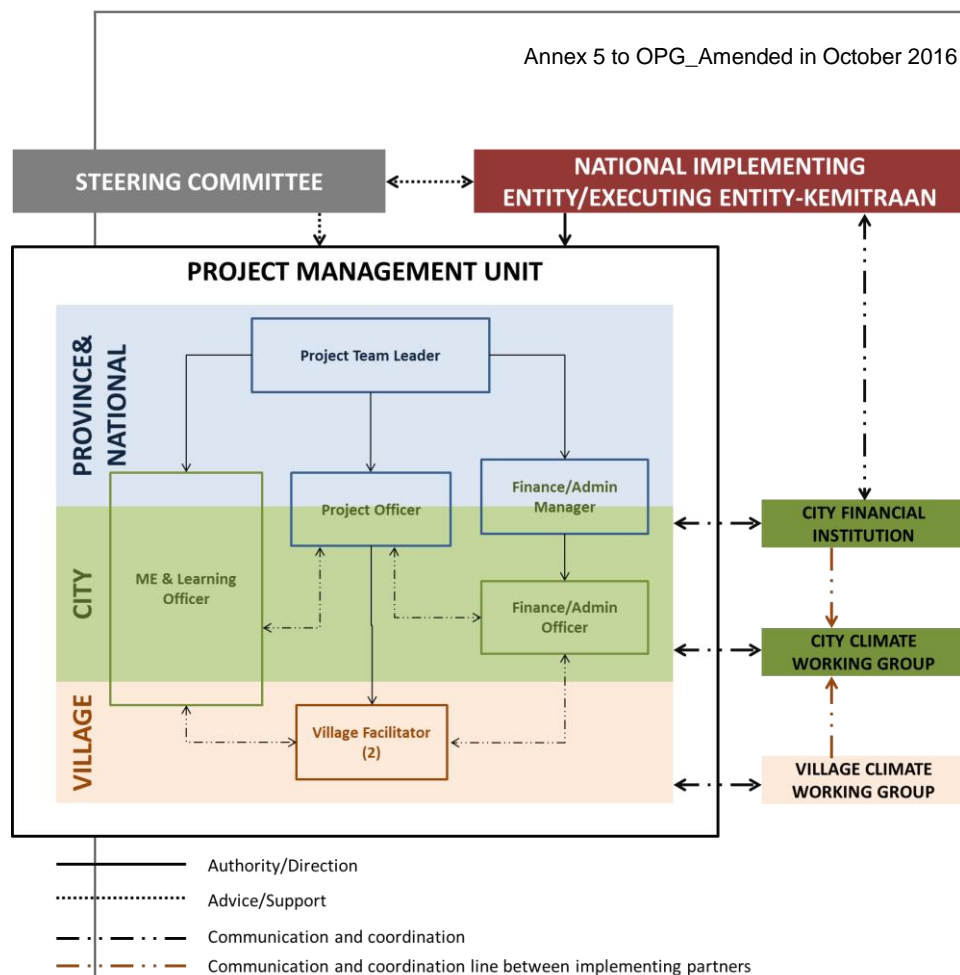 Annex 5 to OPG_Amended in October 2016
STEERING COMMITTEE
NATIONAL IMPLEMENTING
ENTITY/EXECUTING ENTITY-KEMITRAAN
PROJECT MANAGEMENT UNIT
PROVINCE&
NATIONAL
Project Team Leader
Project Officer
Finance/Admin
Manager
CITY
ME & Learning
Officer
Finance/Admin
Officer
VILLAGE
Village Facilitator
(2)
CITY FINANCIAL
INSTITUTION
CITY CLIMATE
WORKING GROUP
VILLAGE CLIMATE
WORKING GROUP
Authority/Direction
Advice/Support
Communication and coordination
Communication and coordination line between implementing partners